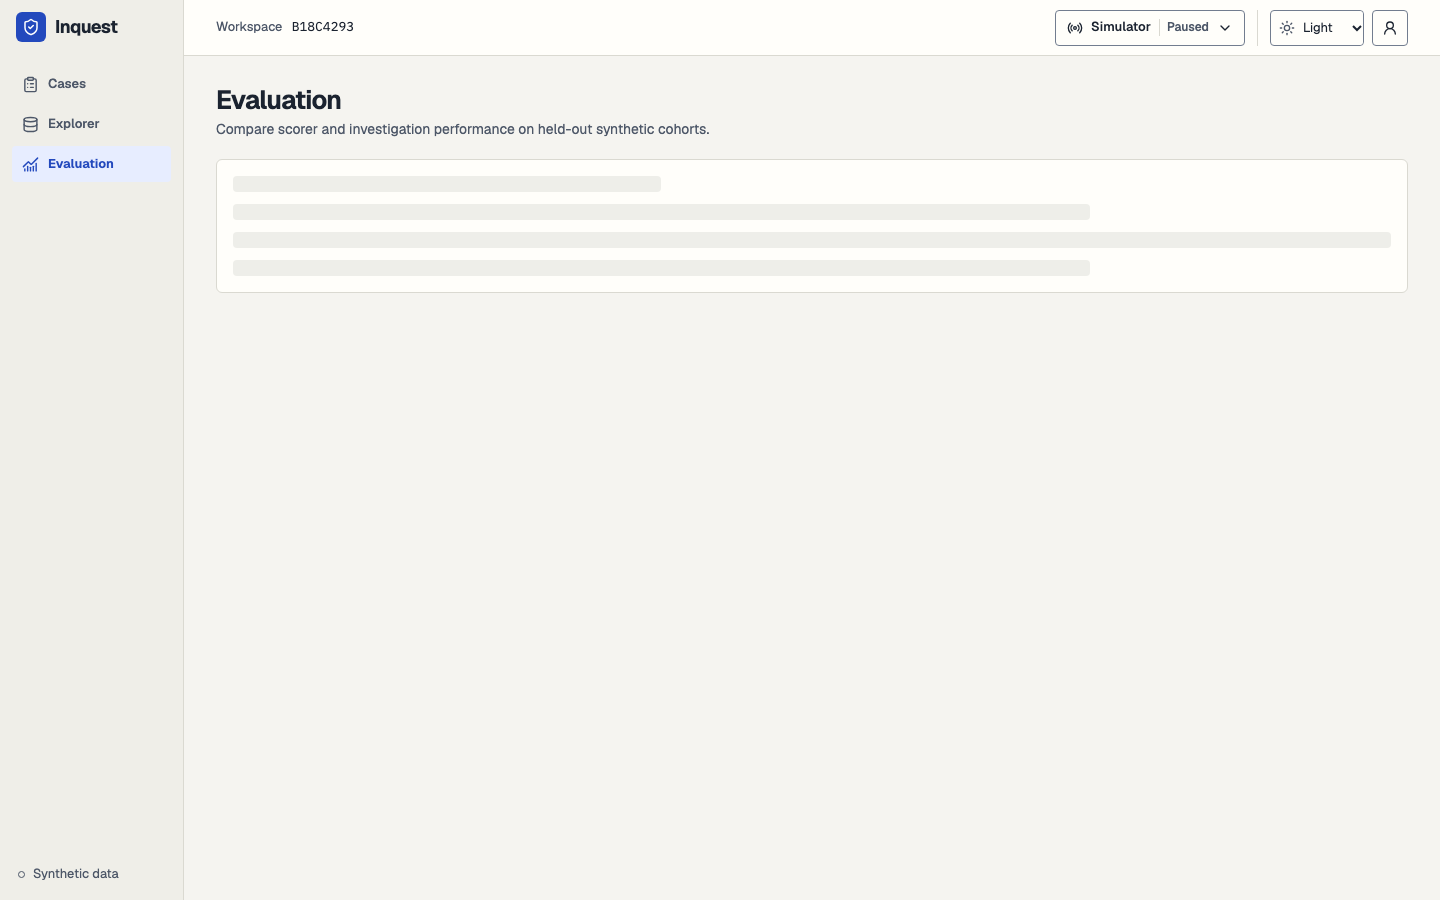 Inquest
Cases
Explorer
Evaluation
Synthetic data
Workspace B18C4293
Simulator Paused
Light
Evaluation
Compare scorer and investigation performance on held-out synthetic cohorts.